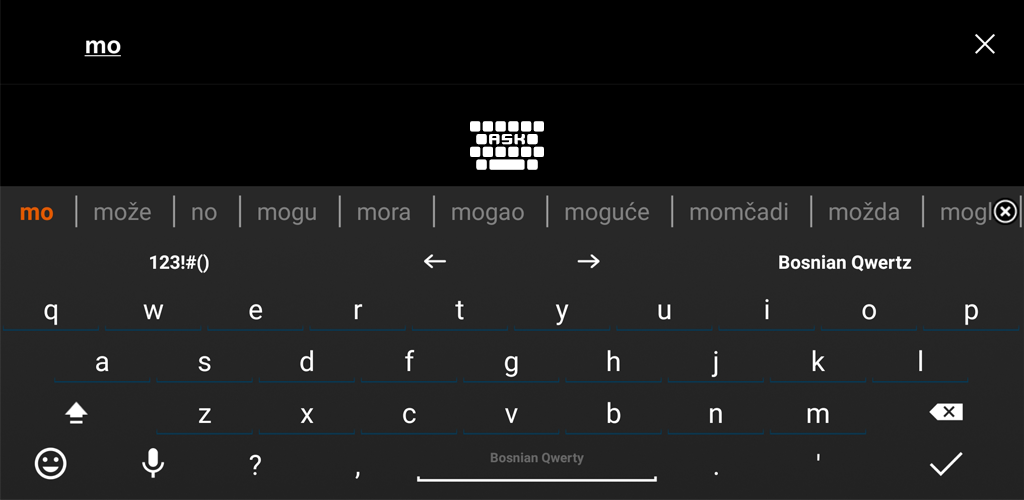 mo
ASK
mo može no mogu mora mogao moguće momčadi možda mogl
123!#() ← → Bosnian Qwertz
q w e r t y u i o p
a s d f g h j k l
z x c v b n m
? , Bosnian Qwerty . '